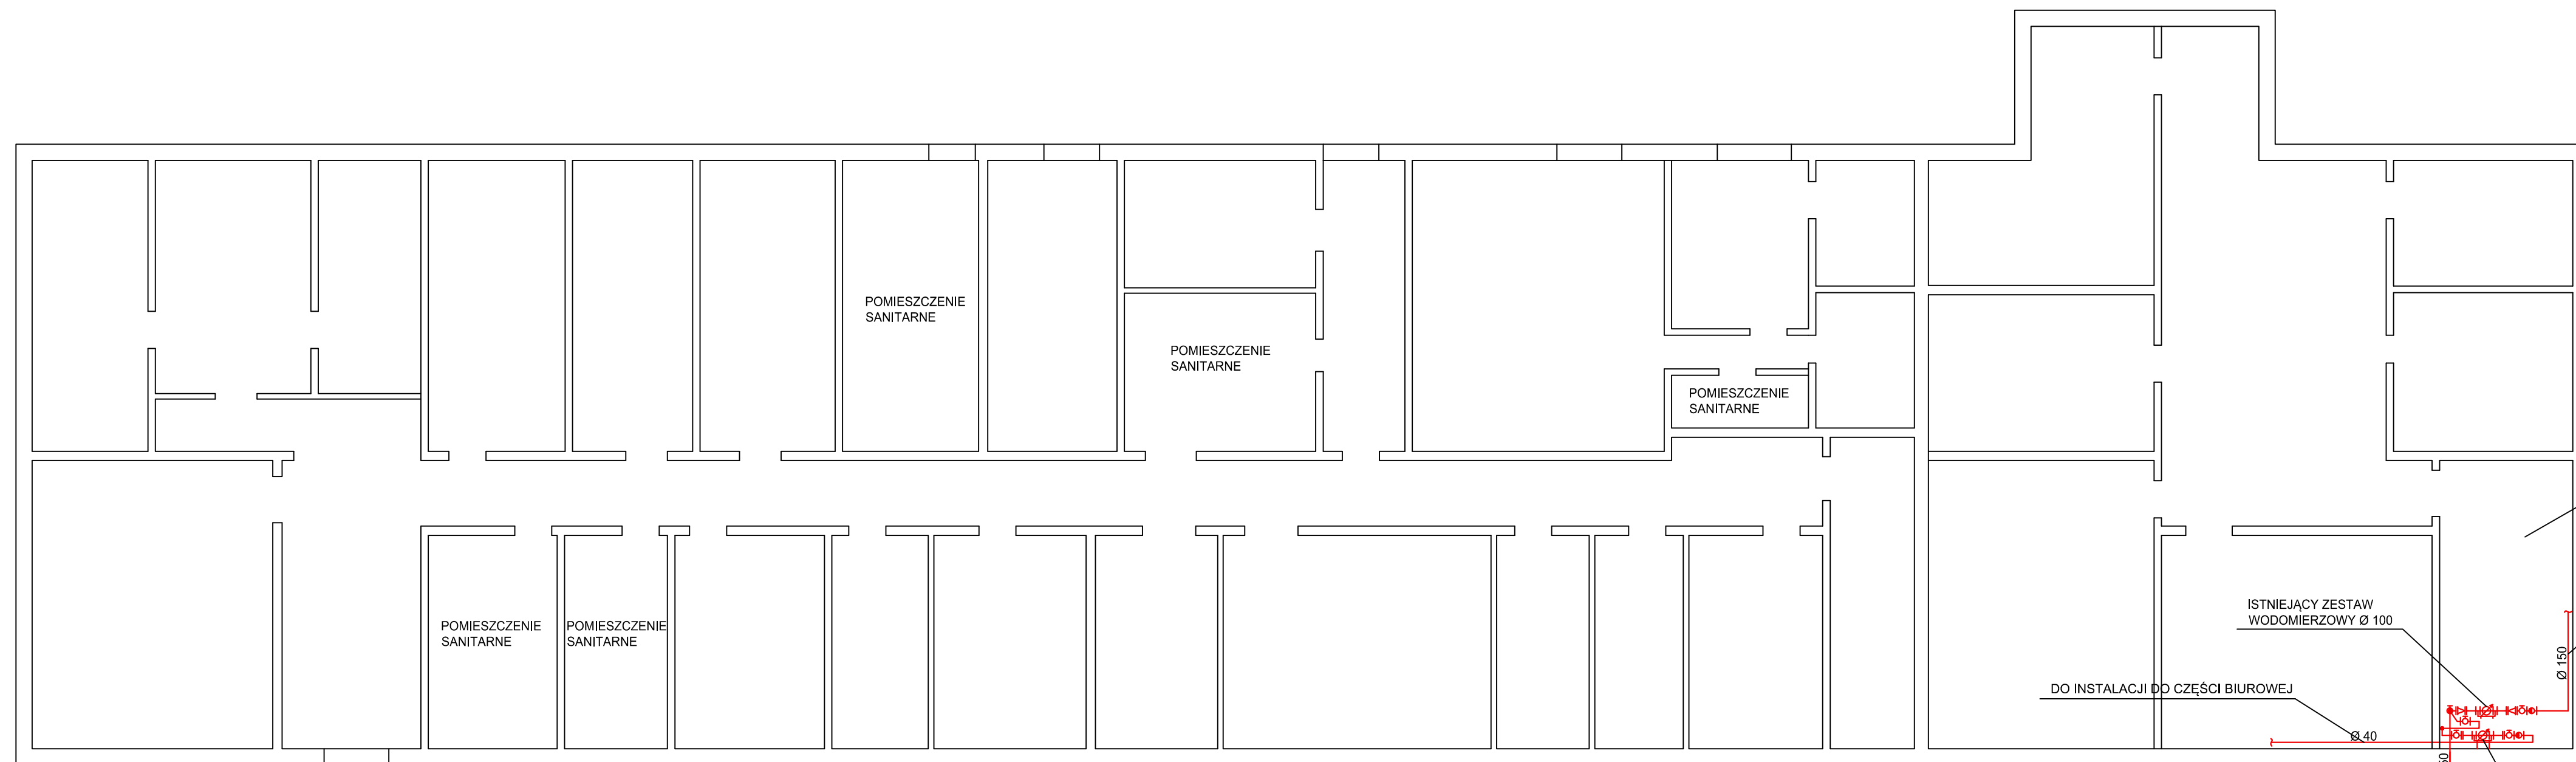 POMIESZCZENIE
SANITARNE
POMIESZCZENIE
SANITARNE
POMIESZCZENIE
SANITARNE
POMIESZCZENIE
SANITARNE
POMIESZCZENIE
SANITARNE
ISTNIEJĄCY ZESTAW
WODOMIERZOWY Ø 100
Ø 150
DO INSTALACJI DO CZĘŚCI BIUROWEJ
Ø 40